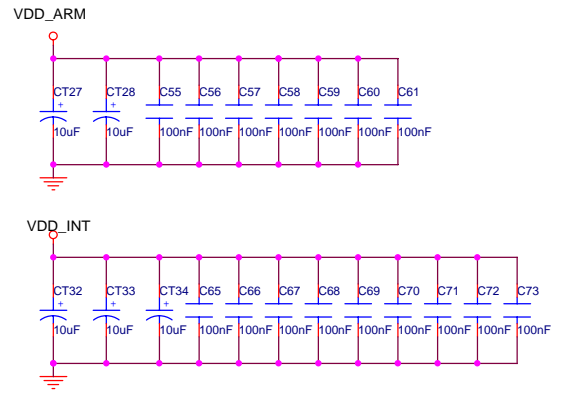 VDD_ARM
CT27 CT28 C55 C56 C57 C58 C59 C60 C61
+ +
10uF 10uF 100nF 100nF 100nF 100nF 100nF 100nF 100nF
VDD_INT
CT32 CT33 CT34 C65 C66 C67 C68 C69 C70 C71 C72 C73
+ + +
10uF 10uF 10uF 100nF 100nF 100nF 100nF 100nF 100nF 100nF 100nF 100nF